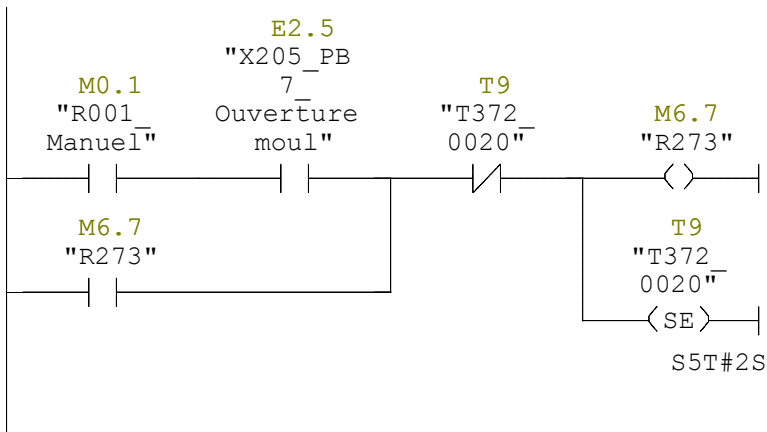 E2.5
"X205_PB
7_
Ouverture
moul"
M0.1
"R001_
Manuel"
T9
"T372_
0020"
M6.7
"R273"
M6.7
"R273"
T9
"T372_
0020"
SE
S5T#2S